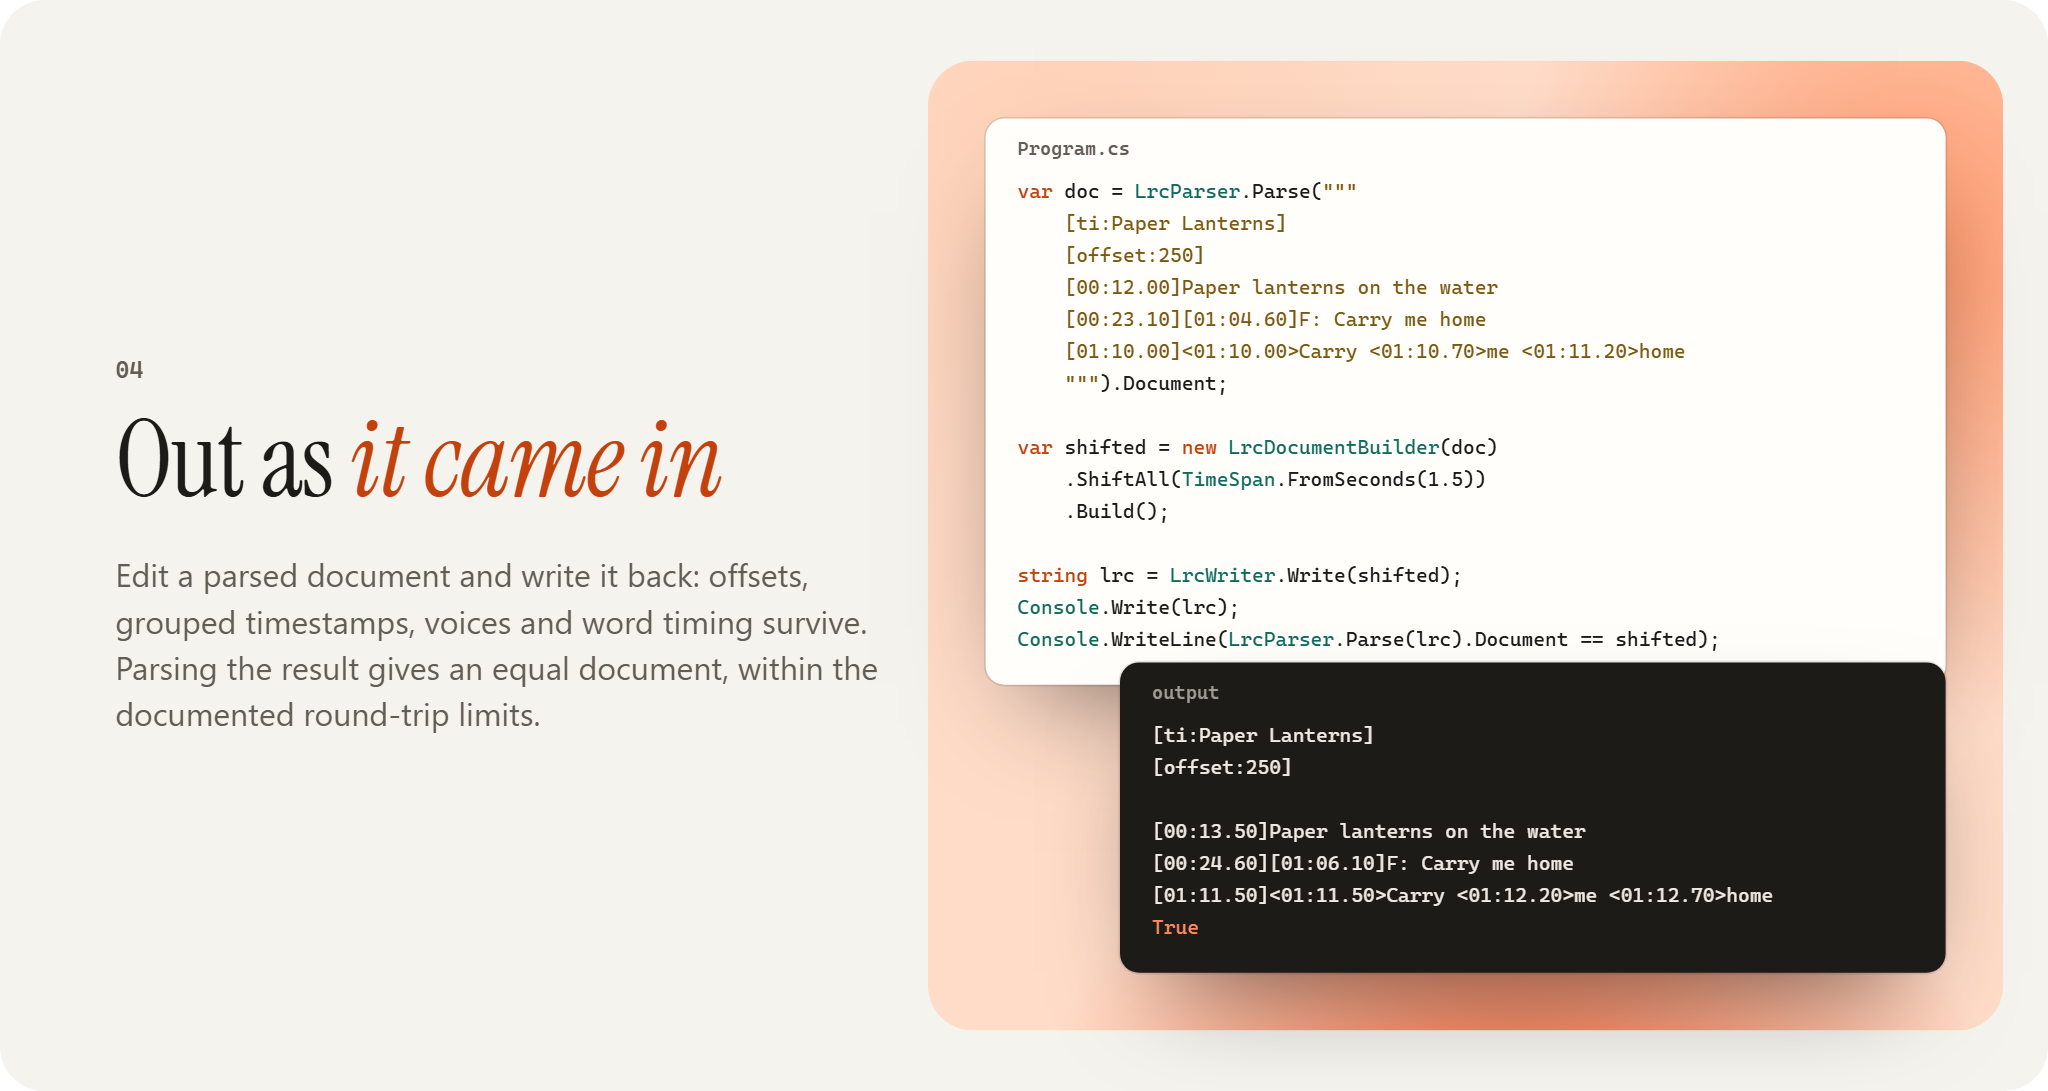 04
Out as it came in
Edit a parsed document and write it back: offsets,
grouped timestamps, voices and word timing survive.
Parsing the result gives an equal document, within the
documented round-trip limits.
Program.cs
var doc = LrcParser.Parse("""
    [ti:Paper Lanterns]
    [offset:250]
    [00:12.00]Paper lanterns on the water
    [00:23.10][01:04.60]F: Carry me home
    [01:10.00]<01:10.00>Carry <01:10.70>me <01:11.20>home
    """).Document;
var shifted = new LrcDocumentBuilder(doc)
    .ShiftAll(TimeSpan.FromSeconds(1.5))
    .Build();
string lrc = LrcWriter.Write(shifted);
Console.Write(lrc);
Console.WriteLine(LrcParser.Parse(lrc).Document == shifted);
output
[ti:Paper Lanterns]
[offset:250]
[00:13.50]Paper lanterns on the water
[00:24.60][01:06.10]F: Carry me home
[01:11.50]<01:11.50>Carry <01:12.20>me <01:12.70>home
True